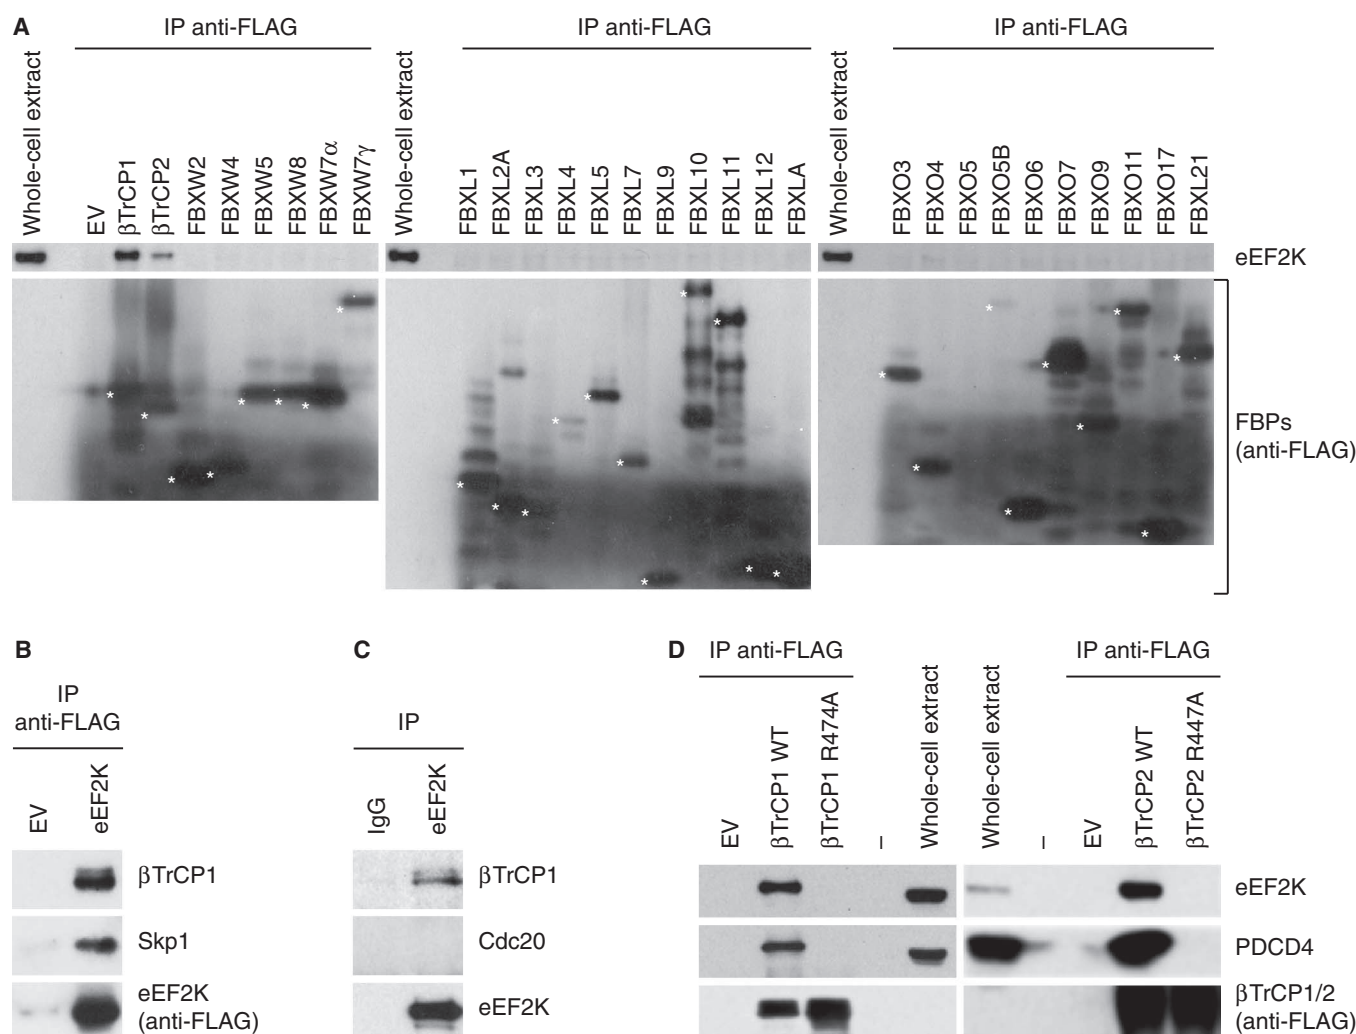 A
IP anti-FLAG
IP anti-FLAG
IP anti-FLAG
Whole-cell extract
EV
βTrCP1
βTrCP2
FBXW2
FBXW4
FBXW5
FBXW8
FBXW7α
FBXW7γ
Whole-cell extract
FBXL1
FBXL2A
FBXL3
FBXL4
FBXL5
FBXL7
FBXL9
FBXL10
FBXL11
FBXL12
FBXLA
Whole-cell extract
FBXO3
FBXO4
FBXO5
FBXO5B
FBXO6
FBXO7
FBXO9
FBXO11
FBXO17
FBXL21
eEF2K
FBPs
(anti-FLAG)
B
IP
anti-FLAG
EV
eEF2K
βTrCP1
Skp1
eEF2K
(anti-FLAG)
C
IP
IgG
eEF2K
βTrCP1
Cdc20
eEF2K
D
IP anti-FLAG
IP anti-FLAG
EV
βTrCP1 WT
βTrCP1 R474A
–
Whole-cell extract
Whole-cell extract
–
EV
βTrCP2 WT
βTrCP2 R447A
eEF2K
PDCD4
βTrCP1/2
(anti-FLAG)